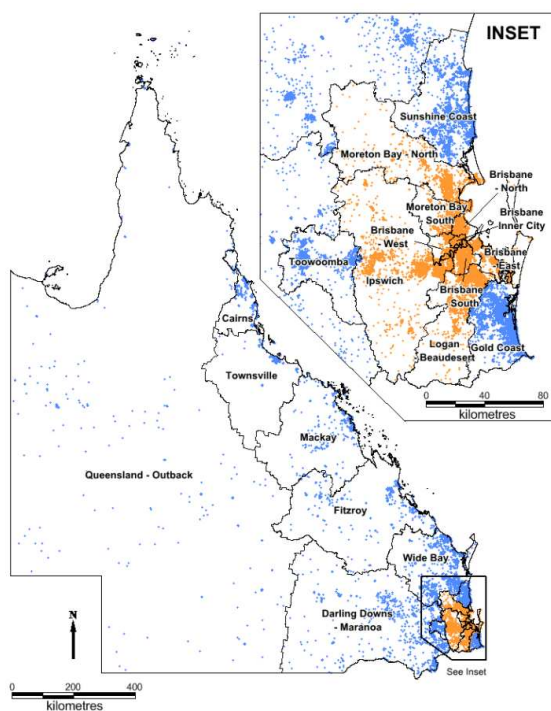 INSET
Sunshine Coast
Moreton Bay - North
Brisbane
- North
Moreton Bay
South
Brisbane
Inner City
Brisbane
West
Brisbane
East
Toowoomba
Ipswich
Brisbane
South
Logan
Beaudesert
Gold Coast
0 40 80
kilometres
Cairns
Townsville
Mackay
Queensland - Outback
Fitzroy
Wide Bay
Darling Downs
- Maranoa
N
See Inset
0 200 400
kilometres